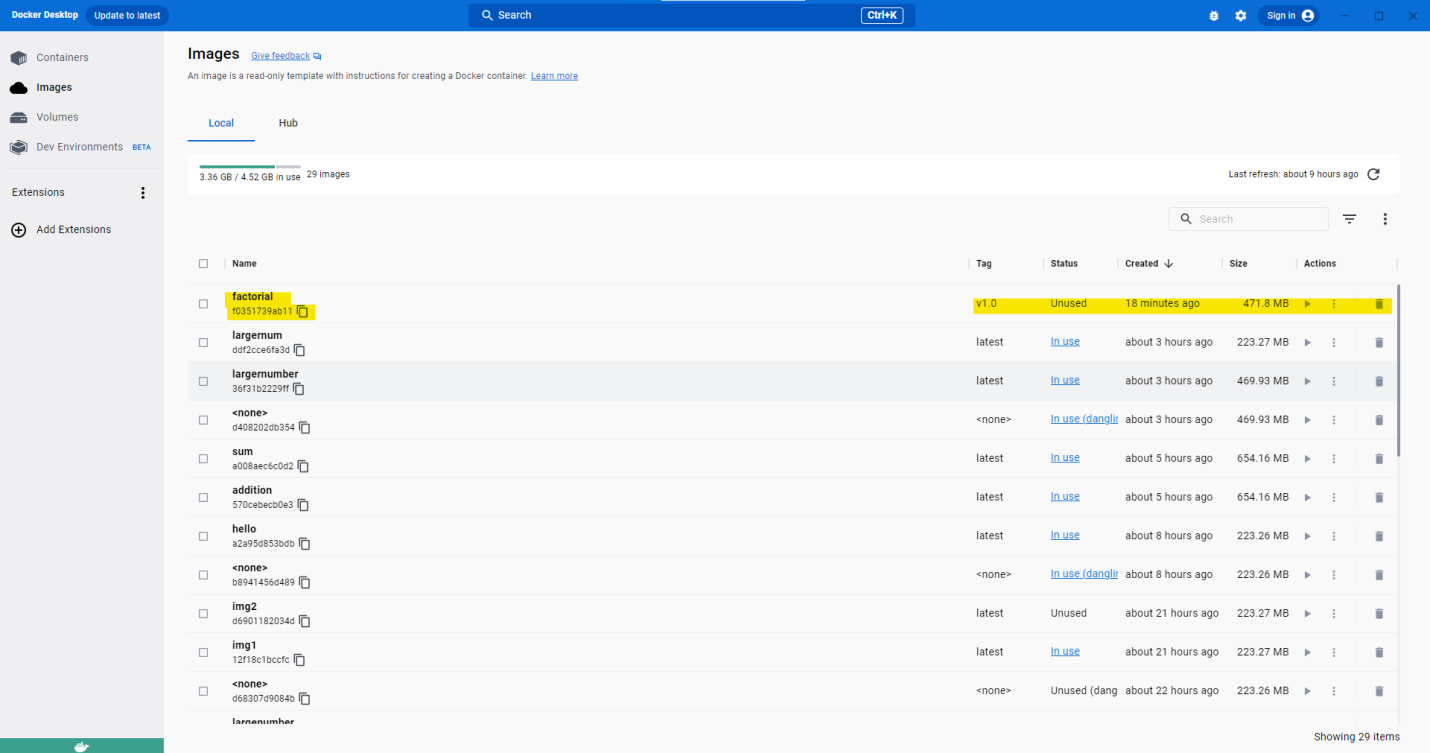 Docker Desktop Update to latest Search Ctrl+K Sign in
Containers
Images
Volumes
Dev Environments BETA
Extensions
Add Extensions
Images Give feedback
An image is a read-only template with instructions for creating a Docker container. Learn more
Local Hub
3.36 GB / 4.52 GB in use 29 images Last refresh: about 9 hours ago
Search
Name Tag Status Created Size Actions
factorial
f0351739ab11 v1.0 Unused 18 minutes ago 471.8 MB
largernum
ddf2cce6fa3d latest In use about 3 hours ago 223.27 MB
largernumber
36f31b2229ff latest In use about 3 hours ago 469.93 MB
<none>
d408202db354 <none> In use (danglin about 3 hours ago 469.93 MB
sum
a008aec6c0d2 latest In use about 5 hours ago 654.16 MB
addition
570cebecb0e3 latest In use about 5 hours ago 654.16 MB
hello
a2a95d853bdb latest In use about 8 hours ago 223.26 MB
<none>
b8941456d489 <none> In use (danglin about 8 hours ago 223.26 MB
img2
d6901182034d latest Unused about 21 hours ago 223.27 MB
img1
12f18c1bccfc latest In use about 21 hours ago 223.27 MB
<none>
d68307d9084b <none> Unused (dang about 22 hours ago 223.26 MB
largenumber
Showing 29 items